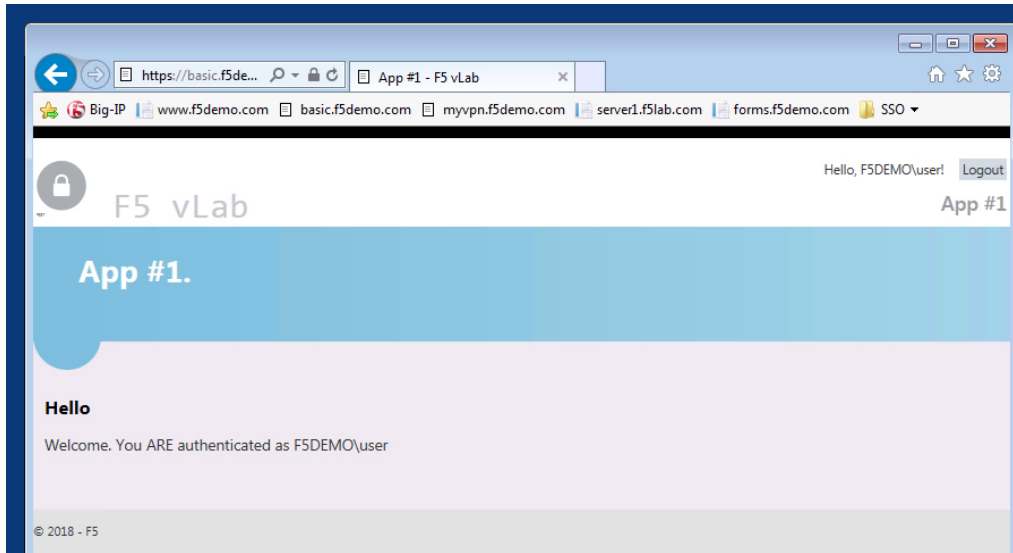 https://basic.f5de... App #1 - F5 vLab
Big-IP www.f5demo.com basic.f5demo.com myvpn.f5demo.com server1.f5lab.com forms.f5demo.com SSO
Hello, F5DEMO\user! Logout
F5 vLab
App #1
App #1.
Hello
Welcome. You ARE authenticated as F5DEMO\user
© 2018 - F5